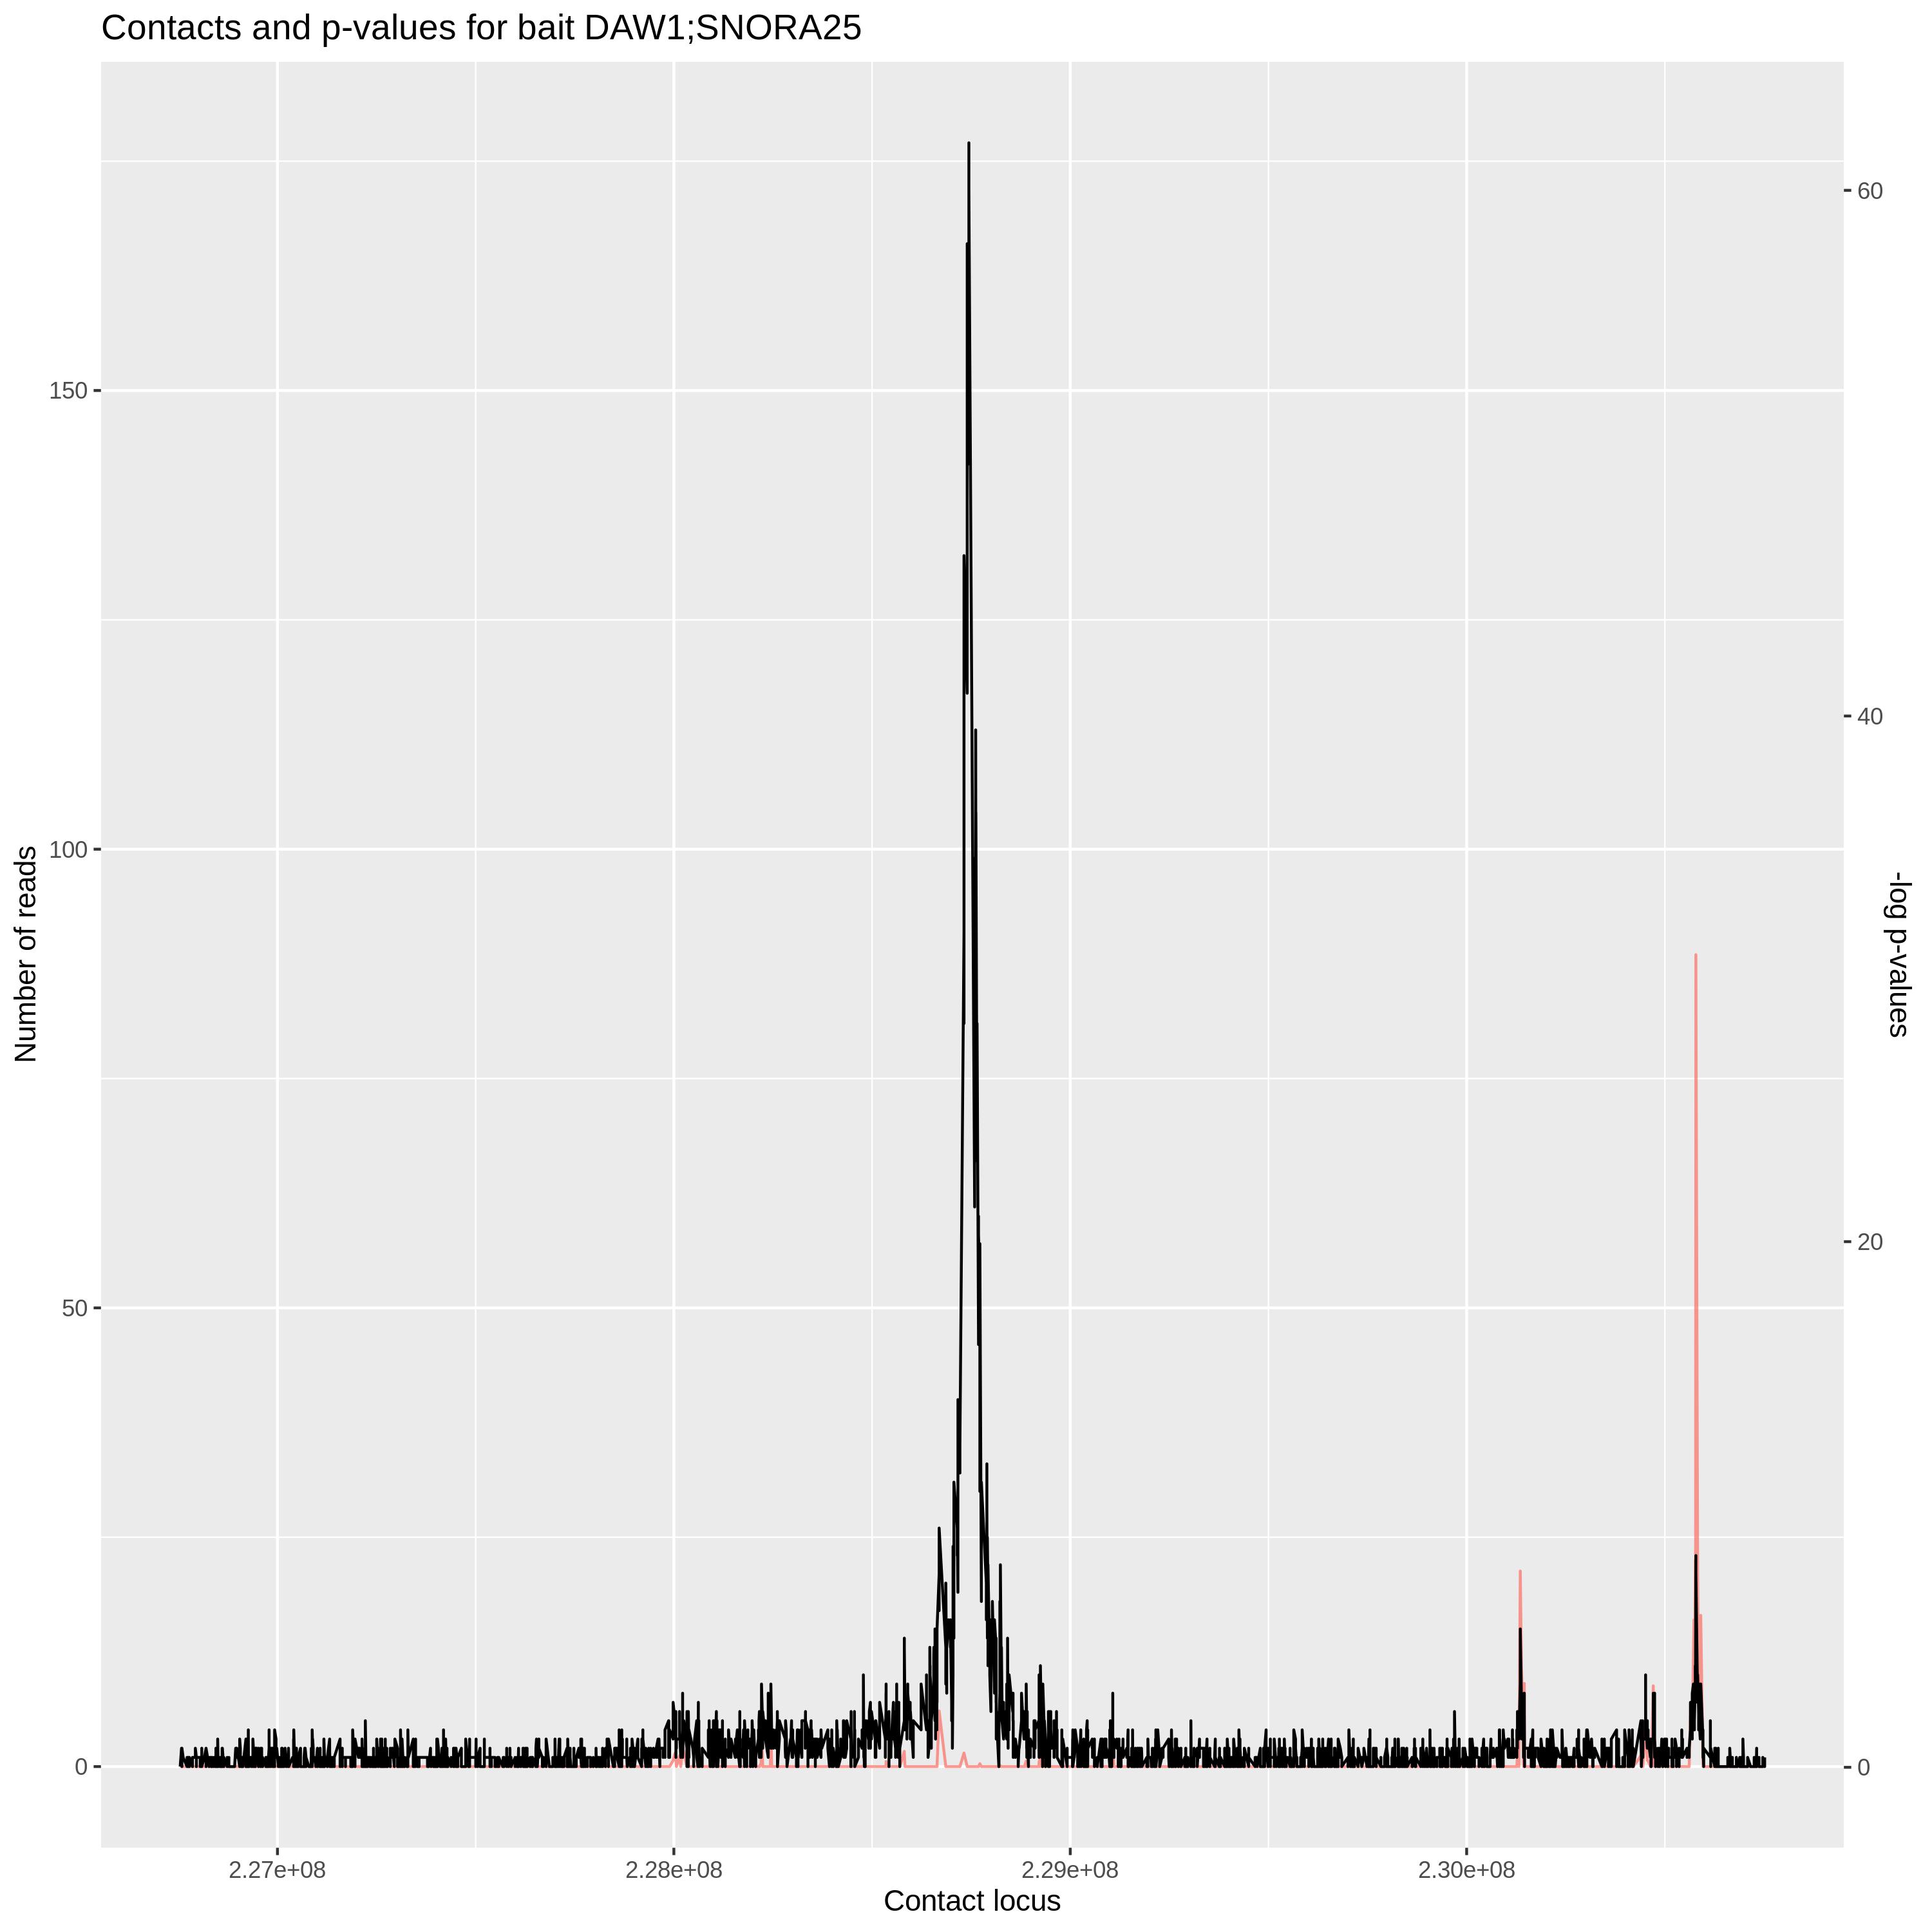 Contacts and p-values for bait DAW1;SNORA25
150
100
50
0
Number of reads
60
40
20
0
-log p-values
2.27e+08
2.28e+08
2.29e+08
2.30e+08
Contact locus